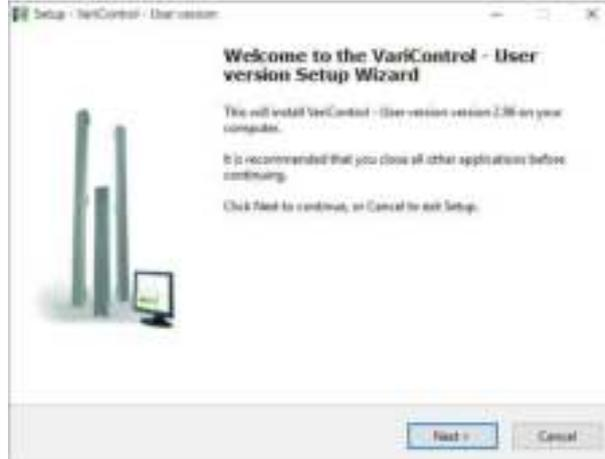 Setup - VariControl - User version
Welcome to the VariControl - User
version Setup Wizard
This will install VariControl - User version version on your
computer.
It is recommended that you close all other applications before
continuing.
Click Next to continue, or Cancel to exit Setup.
Next >
Cancel